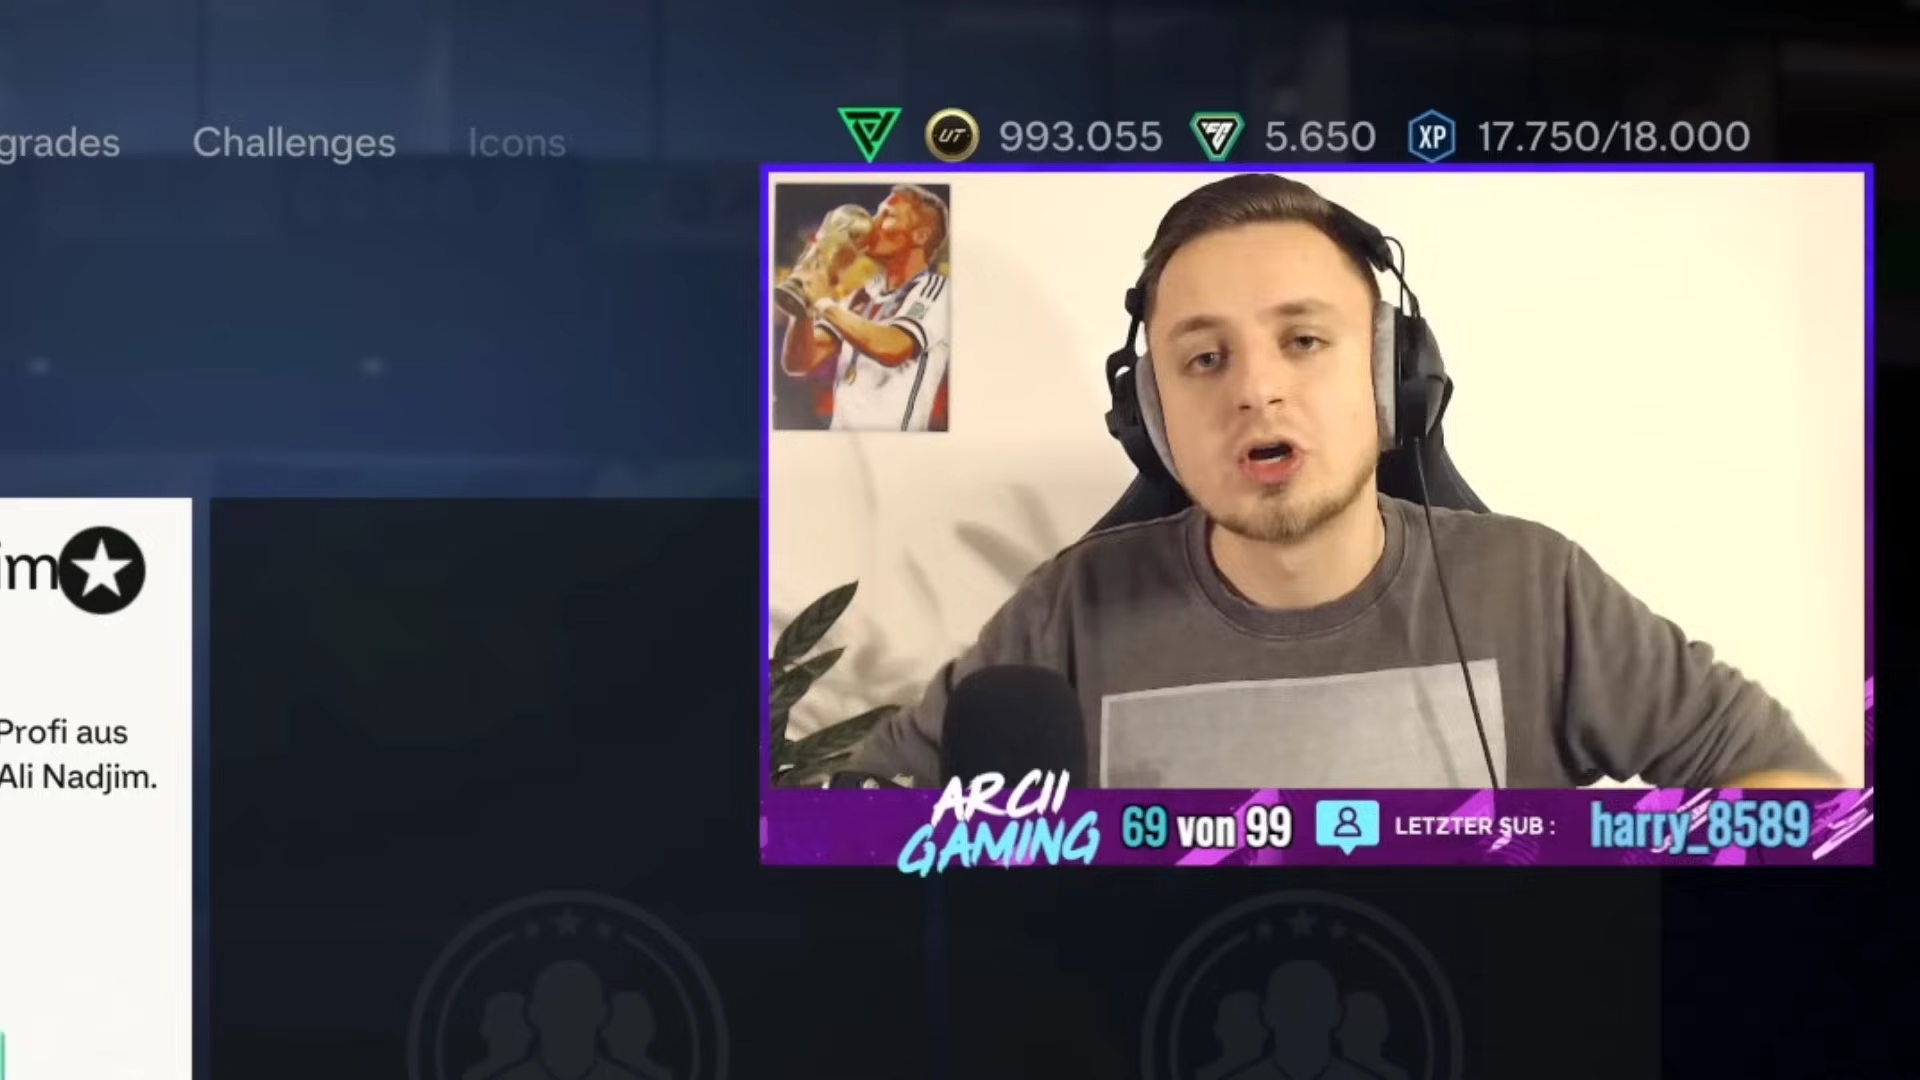 grades Challenges Icons
UT 993.055 5.650 XP 17.750/18.000
im
Profi aus
Ali Nadjim.
ARCII
GAMING
69 von 99
LETZTER SUB :
harry_8589